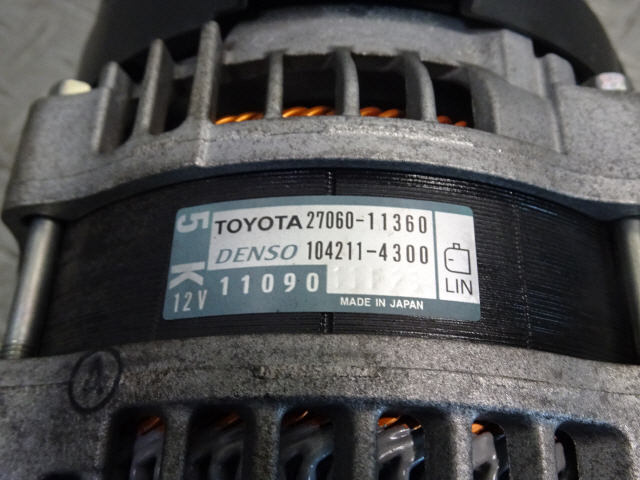 5K
TOYOTA 27060-11360
DENSO 104211-4300
12V 11090
MADE IN JAPAN
LIN
A